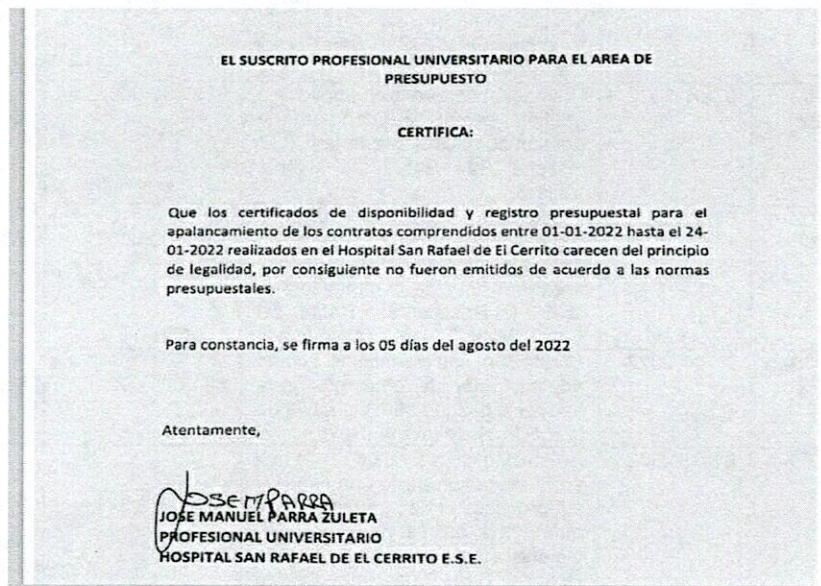 EL SUSCRITO PROFESIONAL UNIVERSITARIO PARA EL AREA DE
PRESUPUESTO
CERTIFICA:
Que los certificados de disponibilidad y registro presupuestal para el
apalancamiento de los contratos comprendidos entre 01-01-2022 hasta el 24-
01-2022 realizados en el Hospital San Rafael de El Cerrito carecen del principio
de legalidad, por consiguiente no fueron emitidos de acuerdo a las normas
presupuestales.
Para constancia, se firma a los 05 días del agosto del 2022
Atentamente,
JOSEMPARRA
JOSE MANUEL PARRA ZULETA
PROFESIONAL UNIVERSITARIO
HOSPITAL SAN RAFAEL DE EL CERRITO E.S.E.